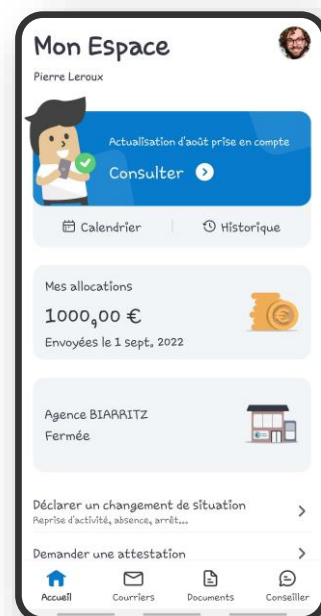 Mon Espace
Pierre Leroux
Actualisation d'août prise en compte
Consulter
Calendrier
Historique
Mes allocations
1000,00 €
Envoyées le 1 sept. 2022
Agence BIARRITZ
Fermée
Déclarer un changement de situation
Reprise d'activité, absence, arrêt...
Demander une attestation
Accueil
Courriers
Documents
Conseiller